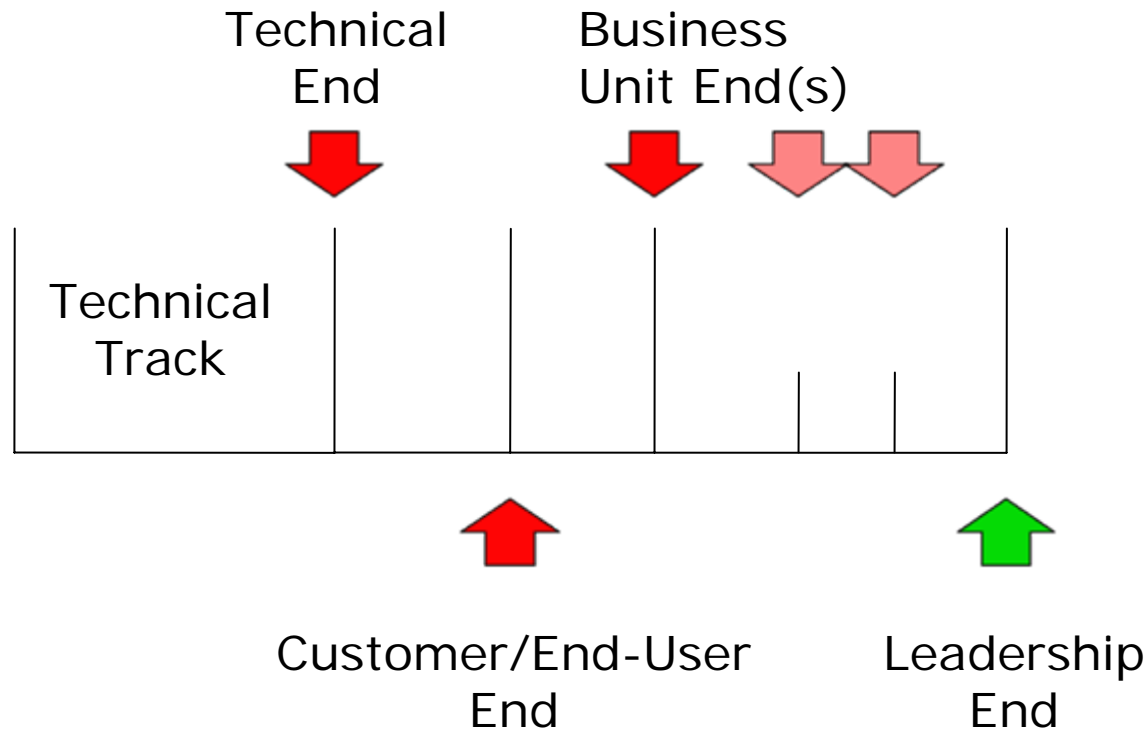 Technical
End
Business
Unit End(s)
Technical
Track
Customer/End-User
End
Leadership
End